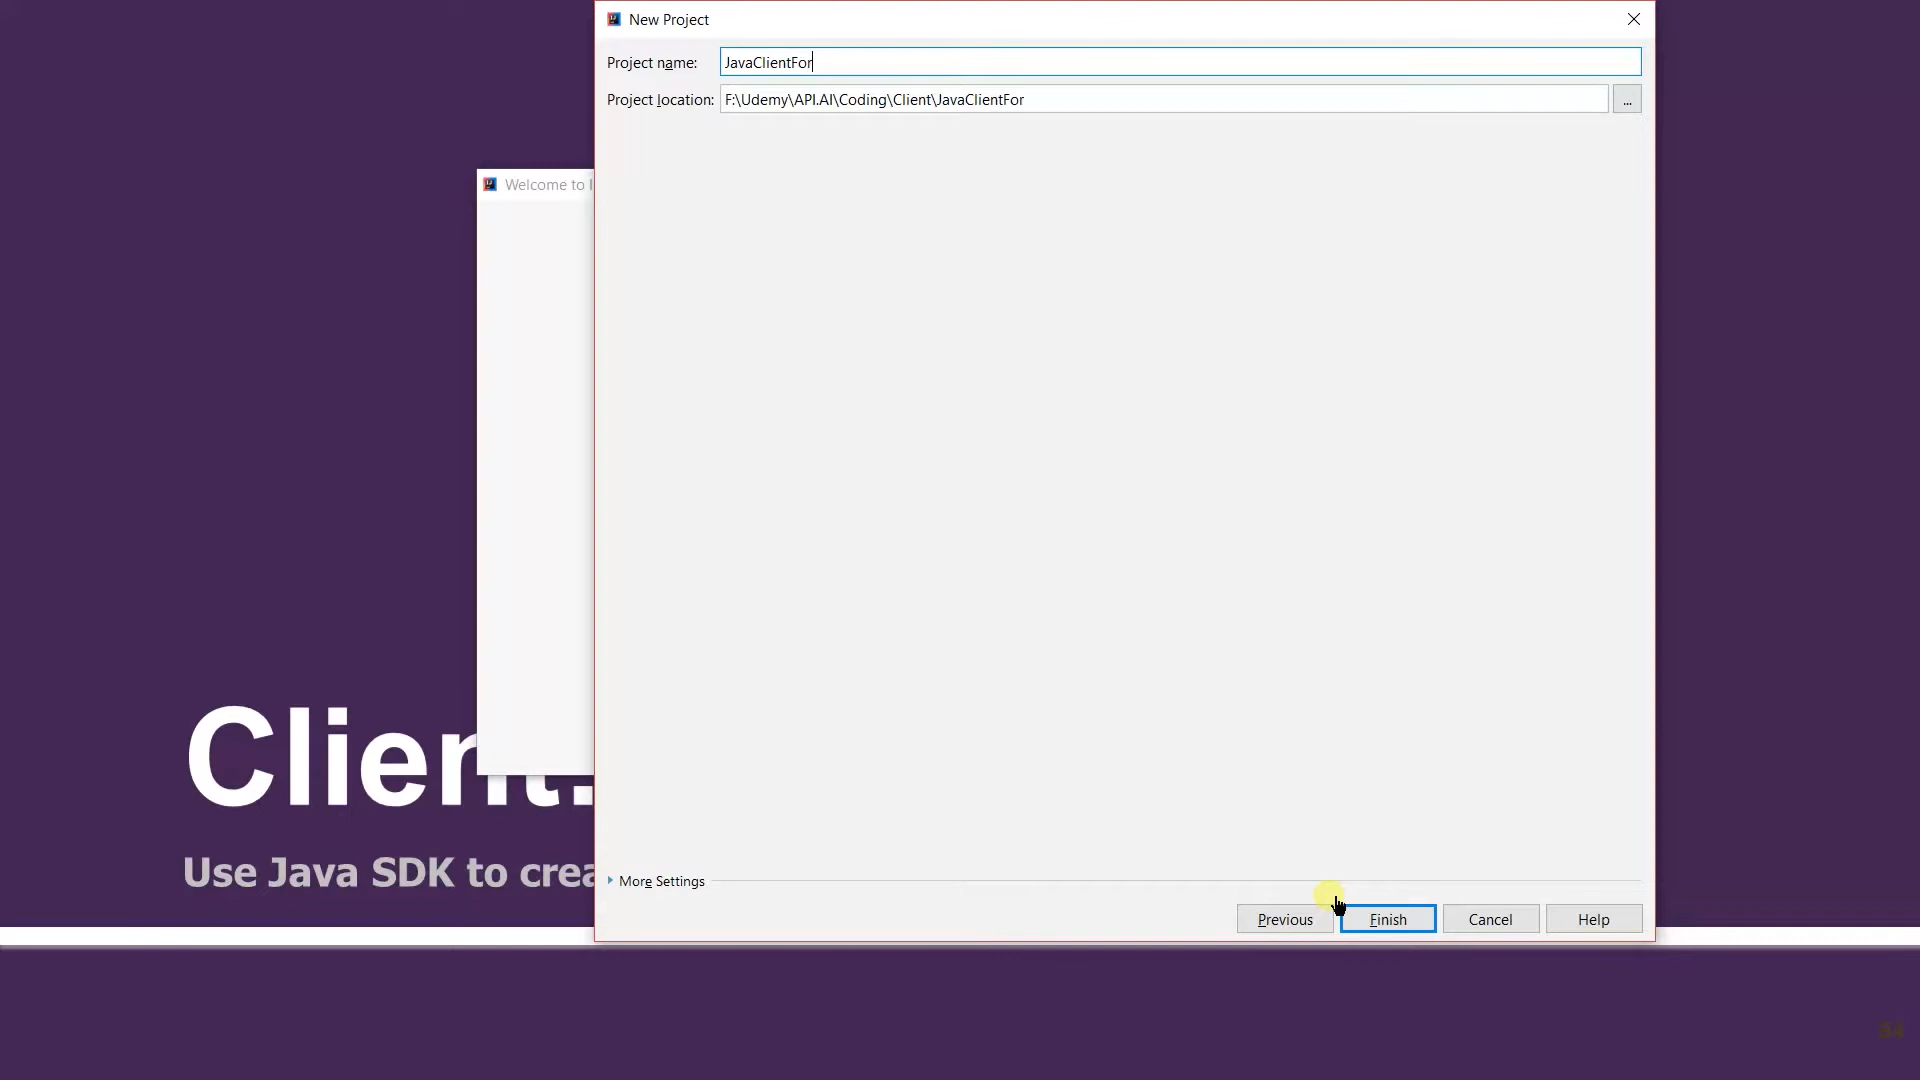 New Project
Project name: JavaClientFor
Project location: F:\Udemy\API.AI\Coding\Client\JavaClientFor ...
Welcome to
Client.
Use Java SDK to crea
More Settings
Previous Finish Cancel Help